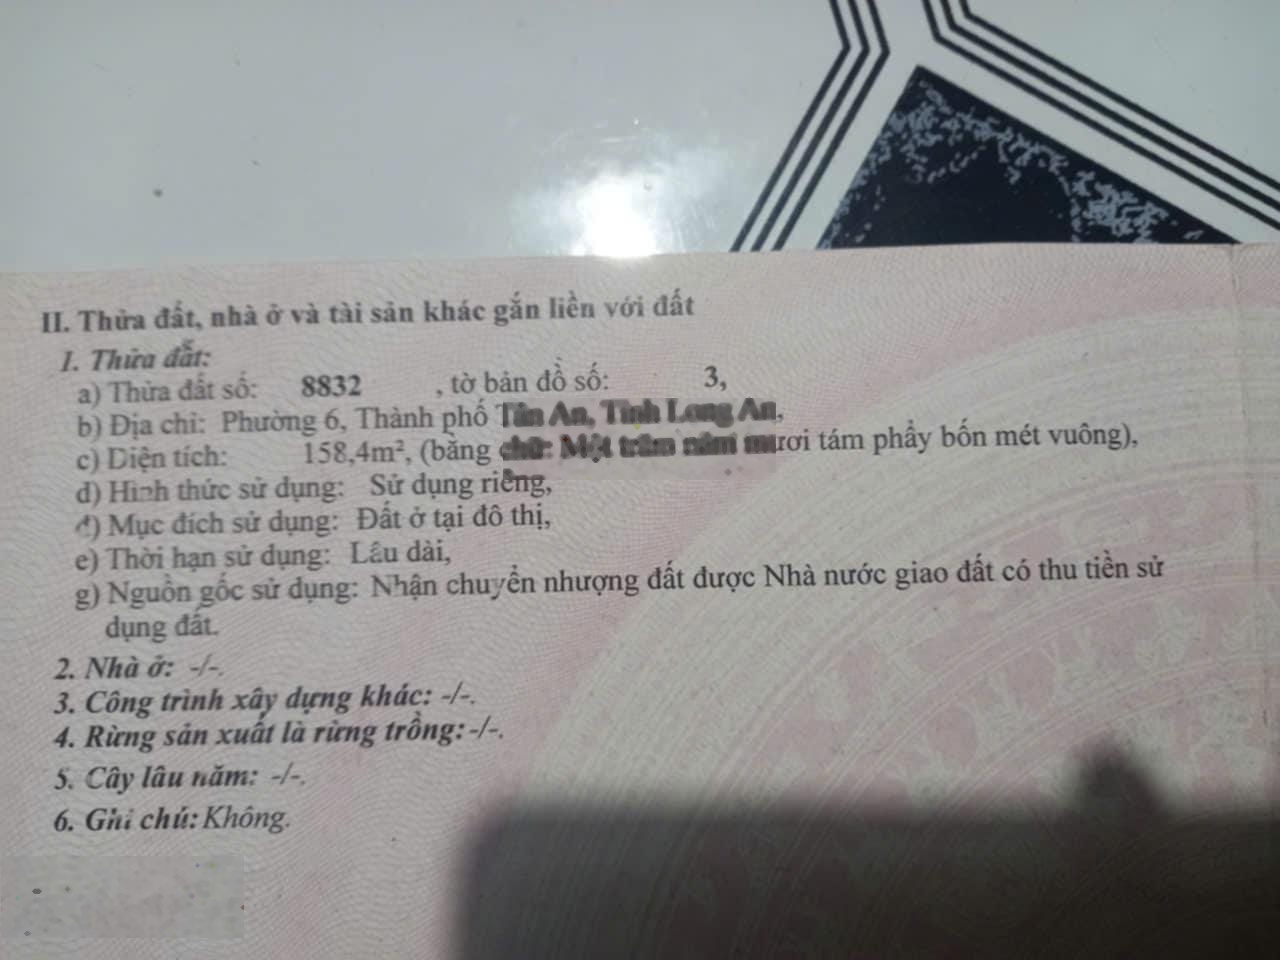 II. Thửa đất, nhà ở và tài sản khác gắn liền với đất
1. Thửa đất:
a) Thửa đất số: 8832 , tờ bản đồ số: 3,
b) Địa chỉ: Phường 6, Thành phố Tân An, Tỉnh Long An,
c) Diện tích: 158,4m², (bằng chữ: Một trăm năm mươi tám phẩy bốn mét vuông),
d) Hình thức sử dụng: Sử dụng riêng,
đ) Mục đích sử dụng: Đất ở tại đô thị,
e) Thời hạn sử dụng: Lâu dài,
g) Nguồn gốc sử dụng: Nhận chuyển nhượng đất được Nhà nước giao đất có thu tiền sử
dụng đất.
2. Nhà ở: -/-.
3. Công trình xây dựng khác: -/-.
4. Rừng sản xuất là rừng trồng: -/-.
5. Cây lâu năm: -/-.
6. Ghi chú: Không.